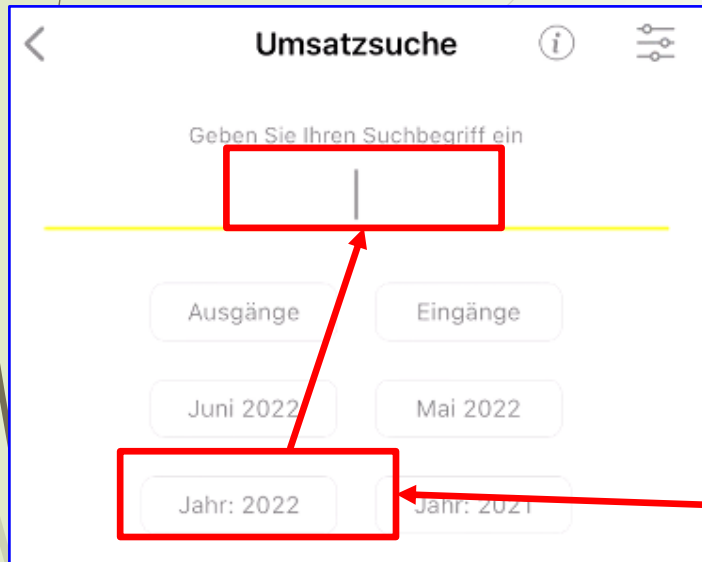 Umsatzsuche
Geben Sie Ihren Suchbegriff ein
Ausgänge Eingänge
Juni 2022 Mai 2022
Jahr: 2022 Jahr: 2021